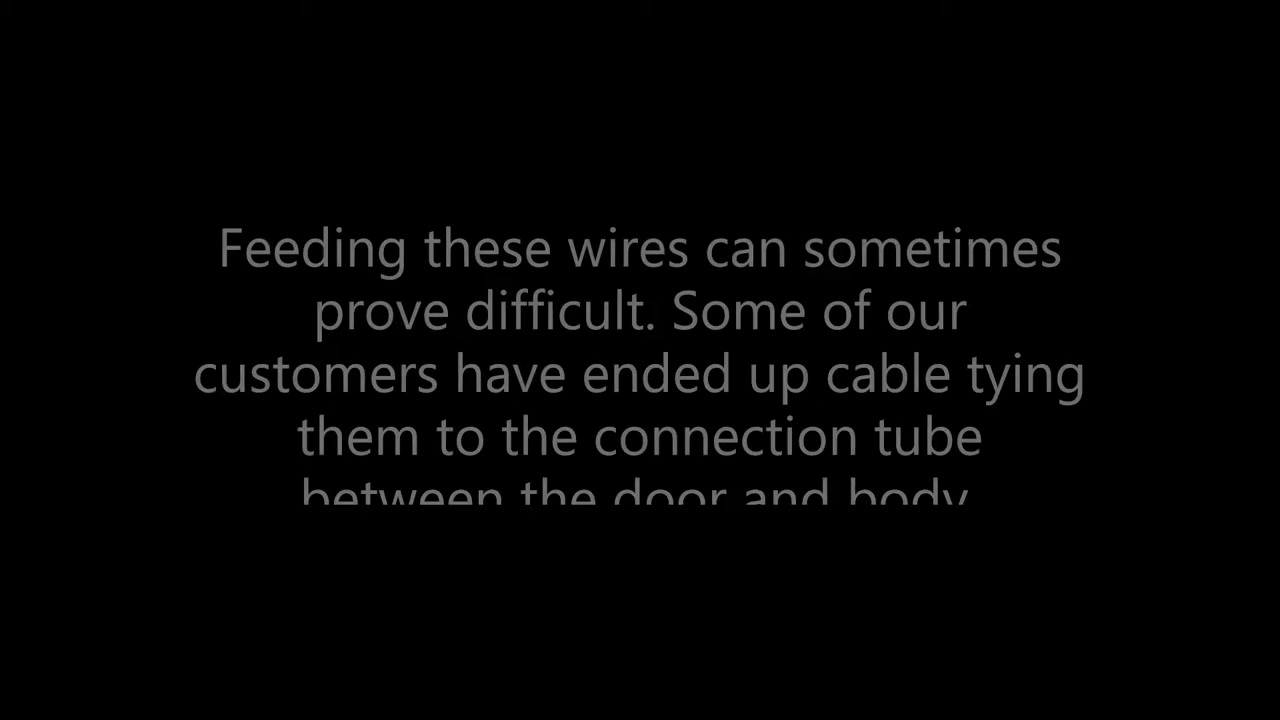 Feeding these wires can sometimes
prove difficult. Some of our
customers have ended up cable tying
them to the connection tube
between the door and body